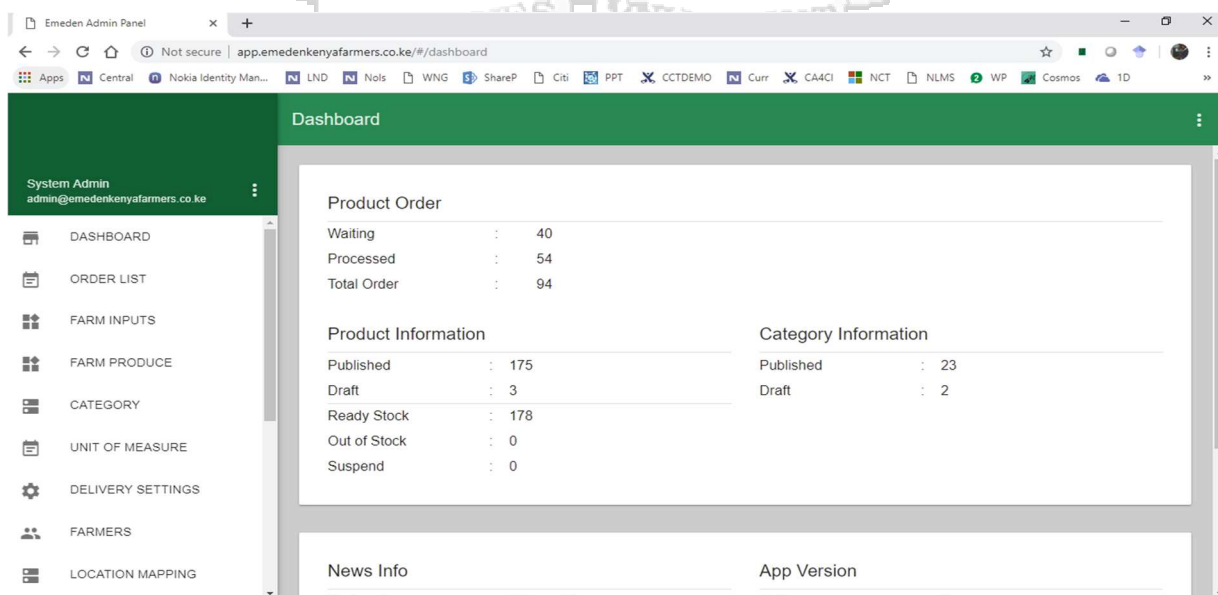 Emeden Admin Panel
Not secure | app.emedenkenyafarmers.co.ke/#/dashboard
Apps Central Nokia Identity Man... LND Nols WNG ShareP Citi PPT CCTDEMO Curr CA4CI NCT NLMS 2 WP Cosmos 1D »
Dashboard
System Admin
admin@emedenkenyafarmers.co.ke
DASHBOARD
ORDER LIST
FARM INPUTS
FARM PRODUCE
CATEGORY
UNIT OF MEASURE
DELIVERY SETTINGS
FARMERS
LOCATION MAPPING
Product Order
Waiting : 40
Processed : 54
Total Order : 94
Product Information
Published : 175
Draft : 3
Ready Stock : 178
Out of Stock : 0
Suspend : 0
Category Information
Published : 23
Draft : 2
News Info
App Version